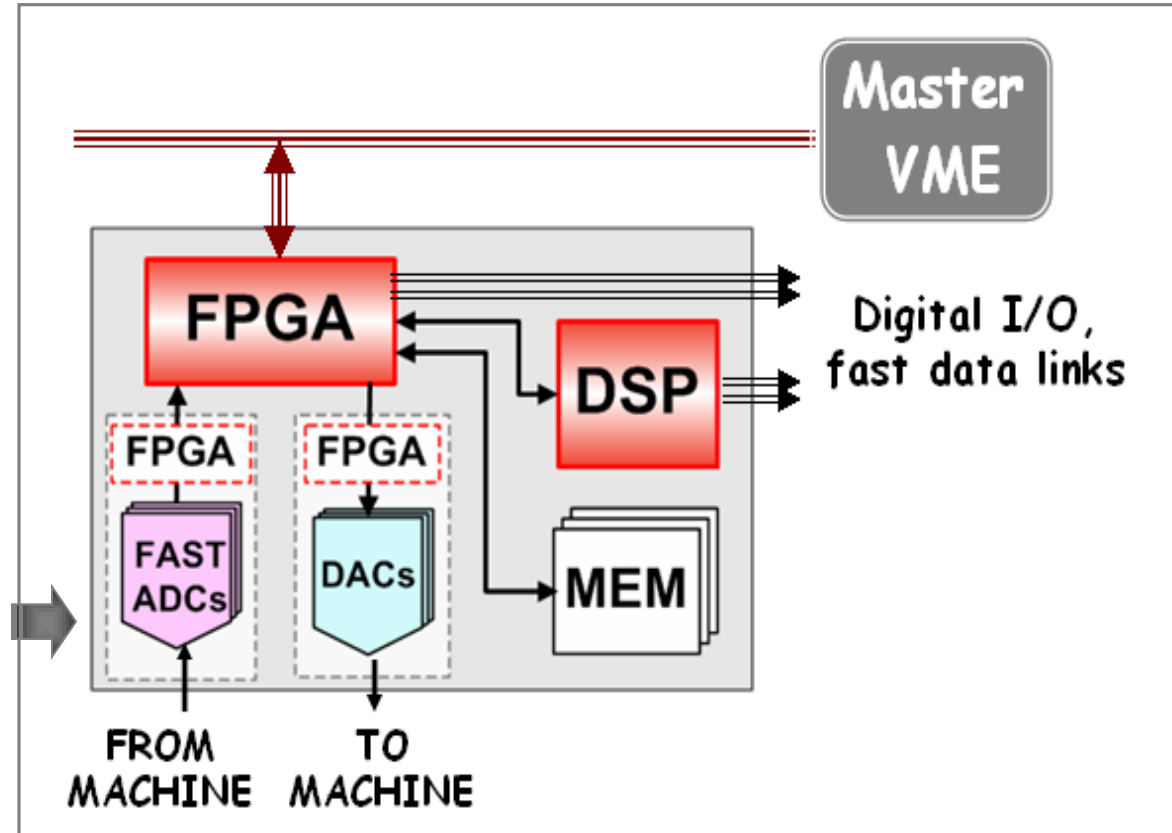 Master
VME
FPGA
Digital I/O,
fast data links
DSP
FPGA
FPGA
FAST
ADCs
DACs
MEM
FROM
MACHINE
TO
MACHINE